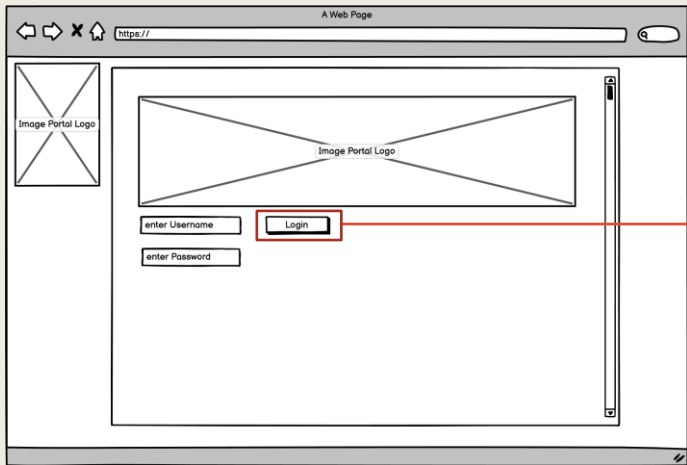 A Web Page
https://
Image Portal Logo
Image Portal Logo
enter Username
Login
enter Password